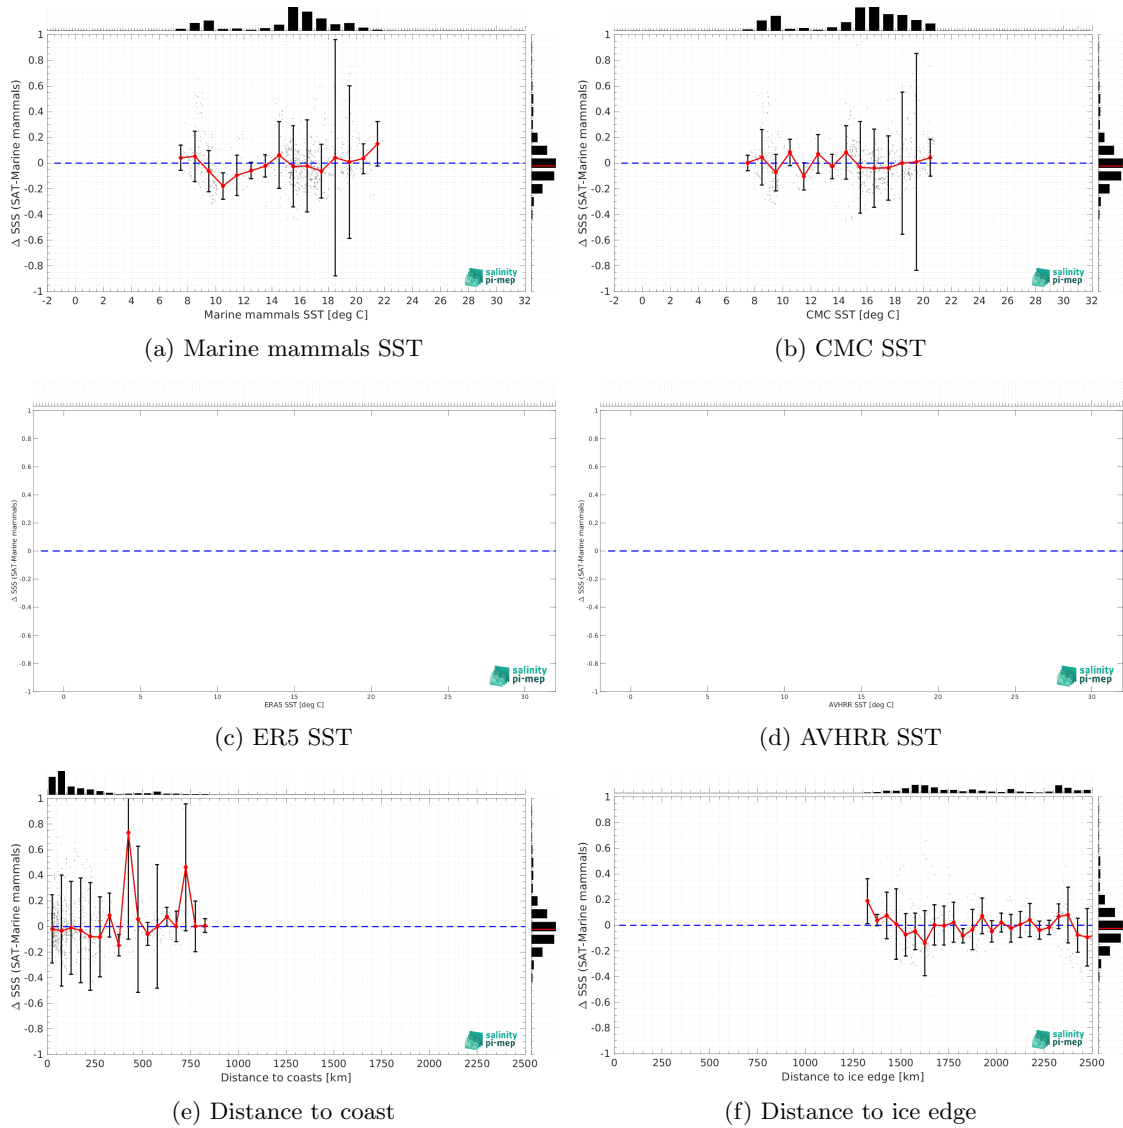 1
0.8
0.6
0.4
0.2
0
-0.2
-0.4
-0.6
-0.8
-1
Δ SSS (SAT-Marine mammals)
-2 0 2 4 6 8 10 12 14 16 18 20 22 24 26 28 30 32
Marine mammals SST [deg C]
salinity
pi-mep
(a) Marine mammals SST
1
0.8
0.6
0.4
0.2
0
-0.2
-0.4
-0.6
-0.8
-1
Δ SSS (SAT-Marine mammals)
-2 0 2 4 6 8 10 12 14 16 18 20 22 24 26 28 30 32
CMC SST [deg C]
salinity
pi-mep
(b) CMC SST
1
0.8
0.6
0.4
0.2
0
-0.2
-0.4
-0.6
-0.8
-1
Δ SSS (SAT-Marine mammals)
0 5 10 15 20 25 30
ERA5 SST [deg C]
salinity
pi-mep
(c) ER5 SST
1
0.8
0.6
0.4
0.2
0
-0.2
-0.4
-0.6
-0.8
-1
Δ SSS (SAT-Marine mammals)
0 5 10 15 20 25 30
AVHRR SST [deg C]
salinity
pi-mep
(d) AVHRR SST
1
0.8
0.6
0.4
0.2
0
-0.2
-0.4
-0.6
-0.8
-1
Δ SSS (SAT-Marine mammals)
0 250 500 750 1000 1250 1500 1750 2000 2250 2500
Distance to coasts [km]
salinity
pi-mep
(e) Distance to coast
1
0.8
0.6
0.4
0.2
0
-0.2
-0.4
-0.6
-0.8
-1
Δ SSS (SAT-Marine mammals)
0 250 500 750 1000 1250 1500 1750 2000 2250 2500
Distance to ice edge [km]
salinity
pi-mep
(f) Distance to ice edge